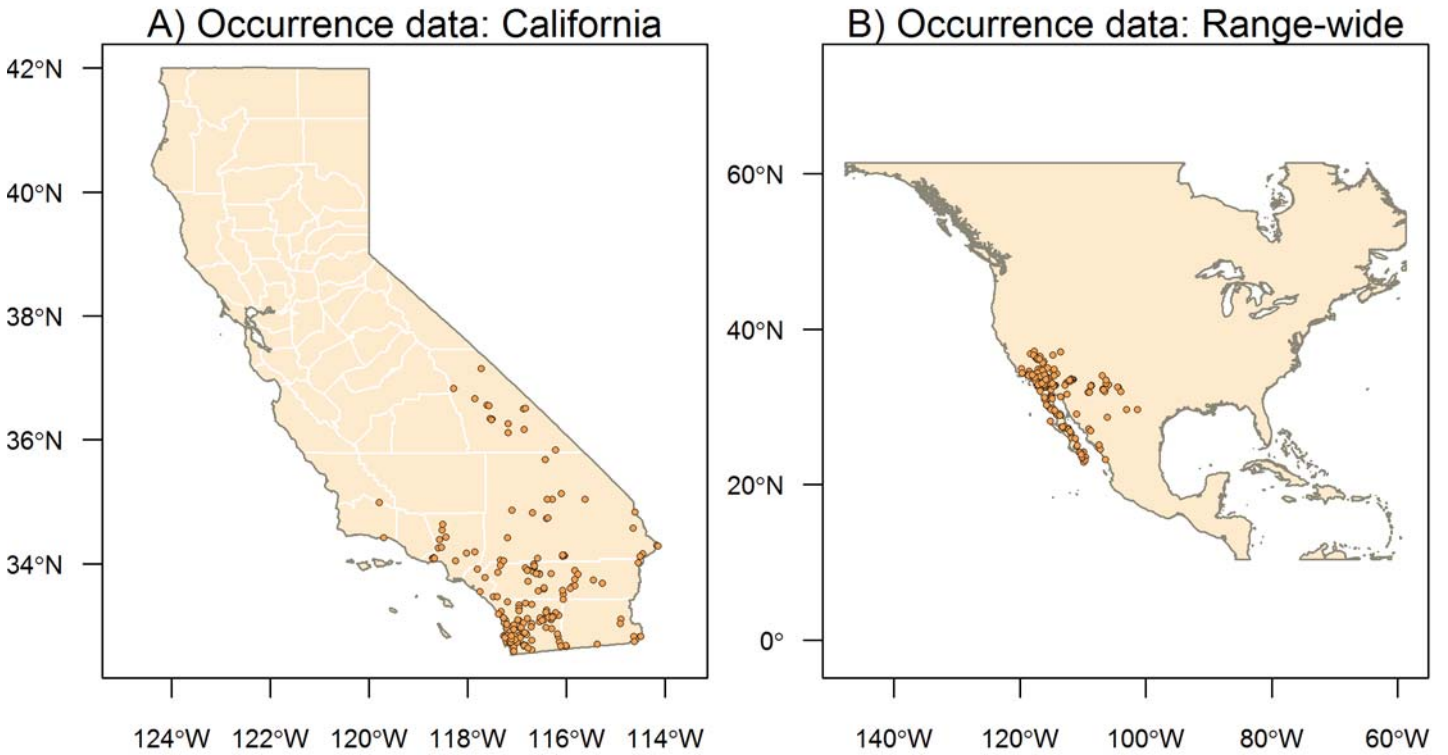 A) Occurrence data: California
42°N
40°N
38°N
36°N
34°N
124°W 122°W 120°W 118°W 116°W 114°W
B) Occurrence data: Range-wide
60°N
40°N
20°N
0°
140°W 120°W 100°W 80°W 60°W